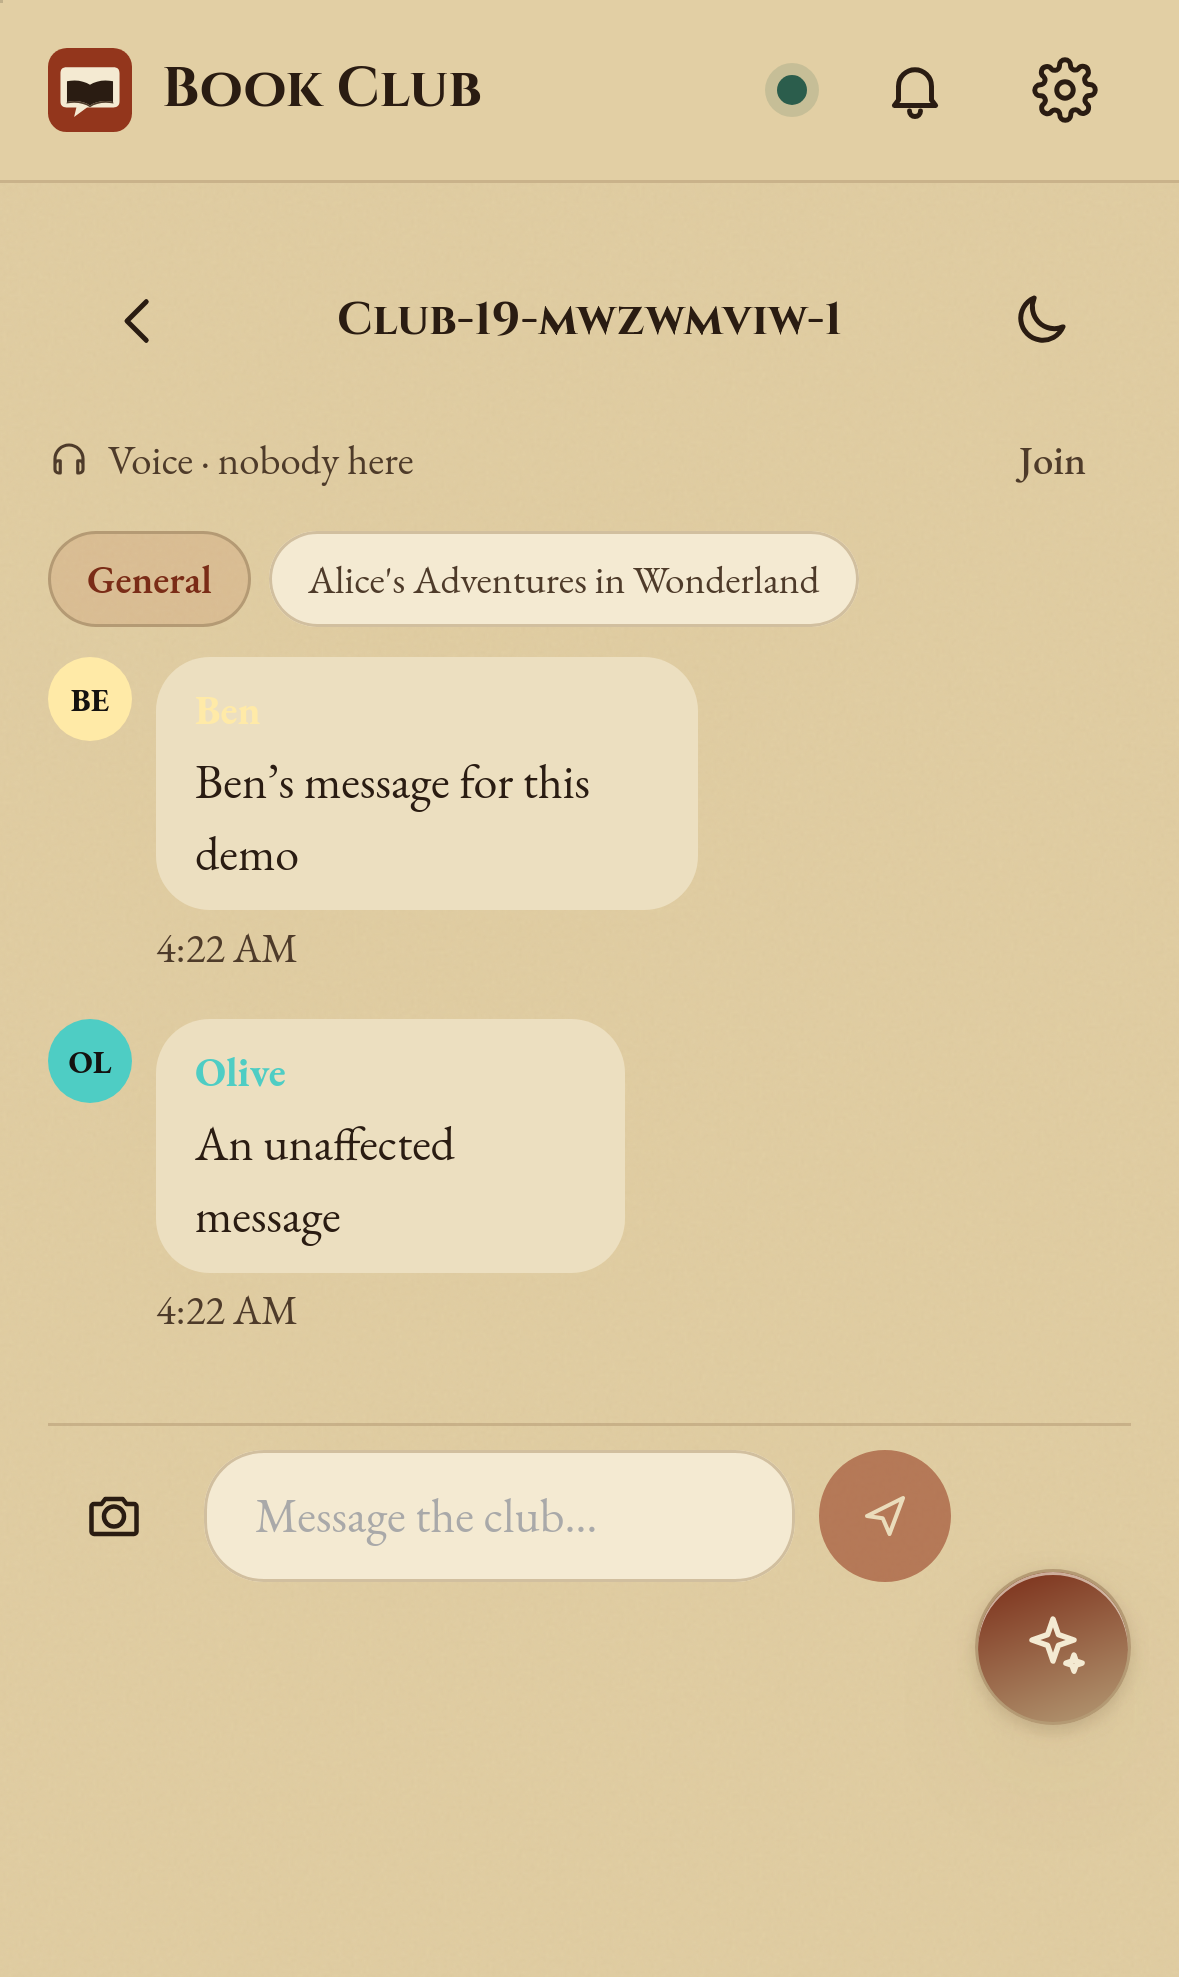 Book Club
Club-19-mwzwmviw-1
Voice · nobody here
Join
General
Alice's Adventures in Wonderland
BE
Ben
Ben’s message for this
demo
4:22 AM
OL
Olive
An unaffected
message
4:22 AM
Message the club...